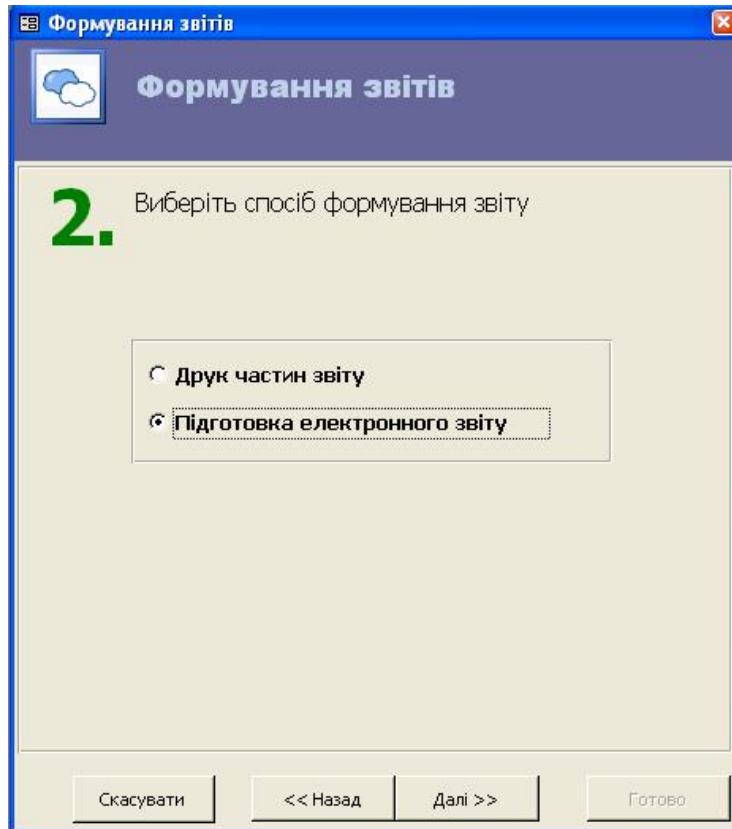 Формування звітів
Формування звітів
2. Виберіть спосіб формування звіту
Друк частин звіту
Підготовка електронного звіту
Скасувати << Назад Далі >> Готово